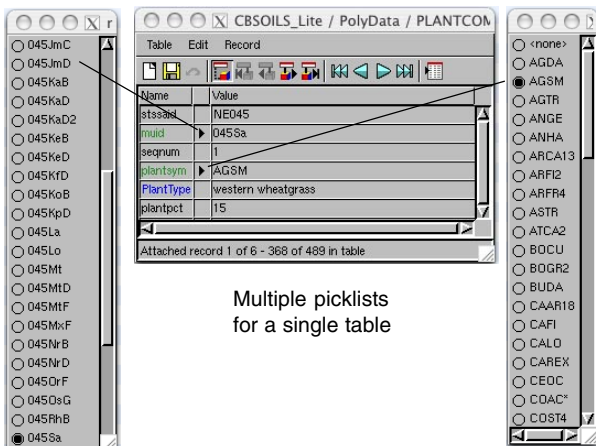 r
045JmC
045JmD
045KaB
045KaD
045KaD2
045KeB
045KeD
045KfD
045KoB
045KpD
045La
045Lo
045Mt
045MtD
045MtF
045MxF
045NrB
045NrD
045OrF
045OsG
045RhB
045Sa
X CBSOILS_Lite / PolyData / PLANTCOM
Table Edit Record
Name Value
stssaid NE045
muid 045Sa
seqnum 1
plantsym AGSM
PlantType western wheatgrass
plantpct 15
Attached record 1 of 6 - 368 of 489 in table
Multiple picklists
for a single table
<none>
AGDA
AGSM
AGTR
ANGE
ANHA
ARCA13
ARFI2
ARFR4
ASTR
ATCA2
BOCU
BOGR2
BUDA
CAAR18
CAFI
CALO
CAREX
CEOC
COAC*
COST4